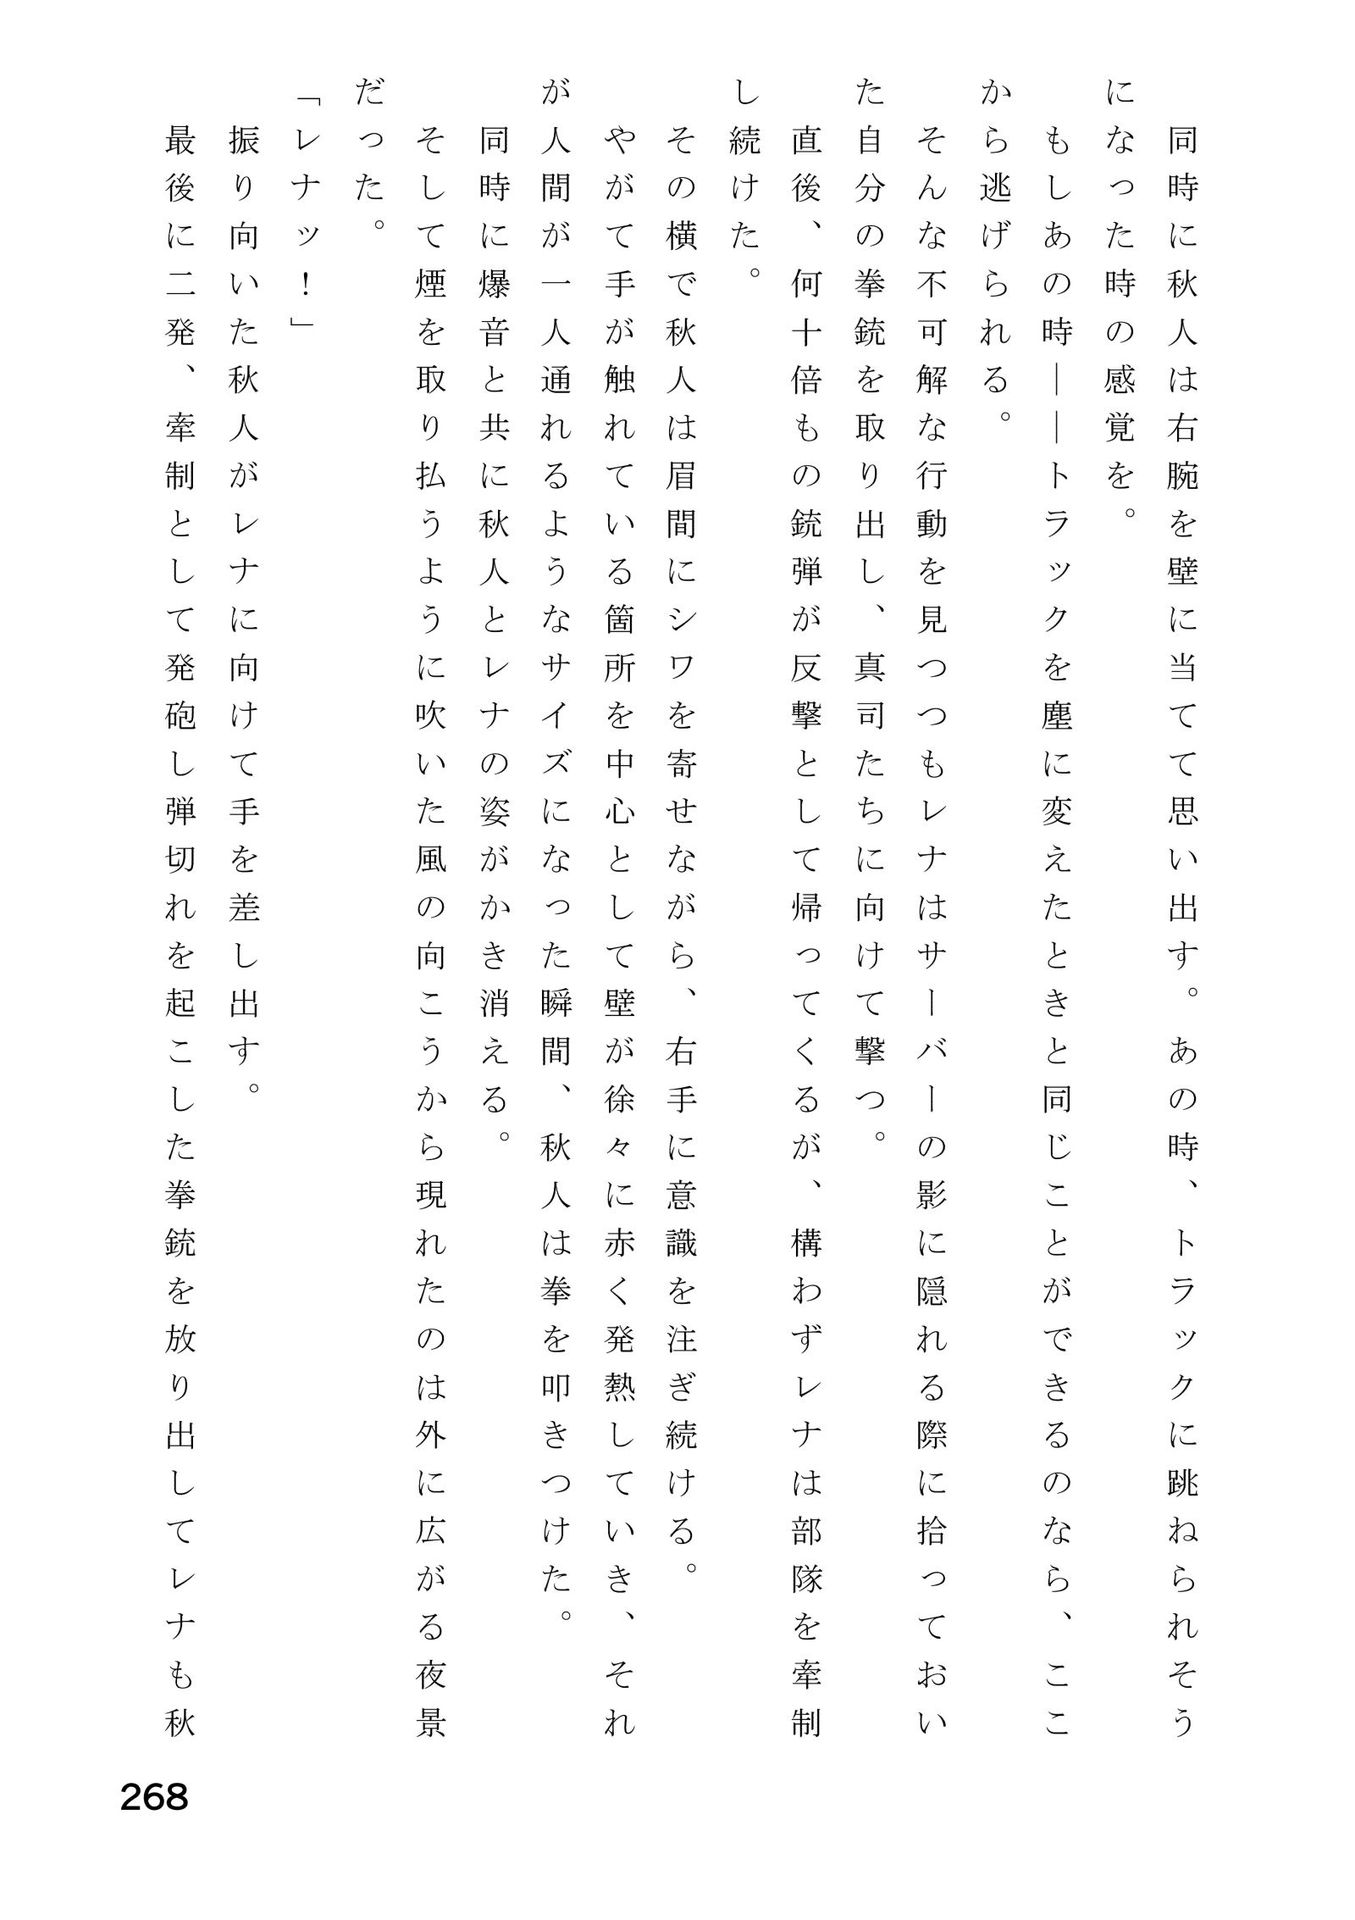 同時に秋人は右腕を壁に当てて思い出す。あの時、トラックに跳ねられそう
になった時の感覚を。
　もしあの時――トラックを塵に変えたときと同じことができるのなら、ここ
から逃げられる。
　そんな不可解な行動を見つつもレナはサーバーの影に隠れる際に拾っておい
た自分の拳銃を取り出し、真司たちに向けて撃つ。
　直後、何十倍もの銃弾が反撃として帰ってくるが、構わずレナは部隊を牽制
し続けた。
　その横で秋人は眉間にシワを寄せながら、右手に意識を注ぎ続ける。
　やがて手が触れている箇所を中心として壁が徐々に赤く発熱していき、それ
が人間が一人通れるようなサイズになった瞬間、秋人は拳を叩きつけた。
　同時に爆音と共に秋人とレナの姿がかき消える。
　そして煙を取り払うように吹いた風の向こうから現れたのは外に広がる夜景
だった。
「レナッ！」
　振り向いた秋人がレナに向けて手を差し出す。
　最後に二発、牽制として発砲し弾切れを起こした拳銃を放り出してレナも秋
268